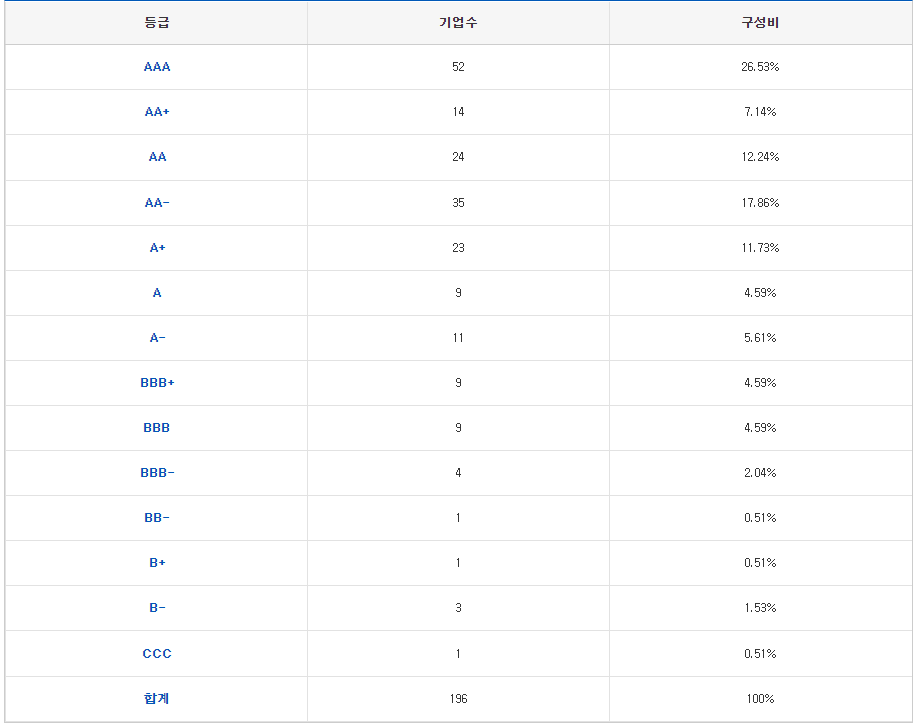 등급 기업수 구성비
AAA 52 26.53%
AA+ 14 7.14%
AA 24 12.24%
AA- 35 17.86%
A+ 23 11.73%
A 9 4.59%
A- 11 5.61%
BBB+ 9 4.59%
BBB 9 4.59%
BBB- 4 2.04%
BB- 1 0.51%
B+ 1 0.51%
B- 3 1.53%
CCC 1 0.51%
합계 196 100%